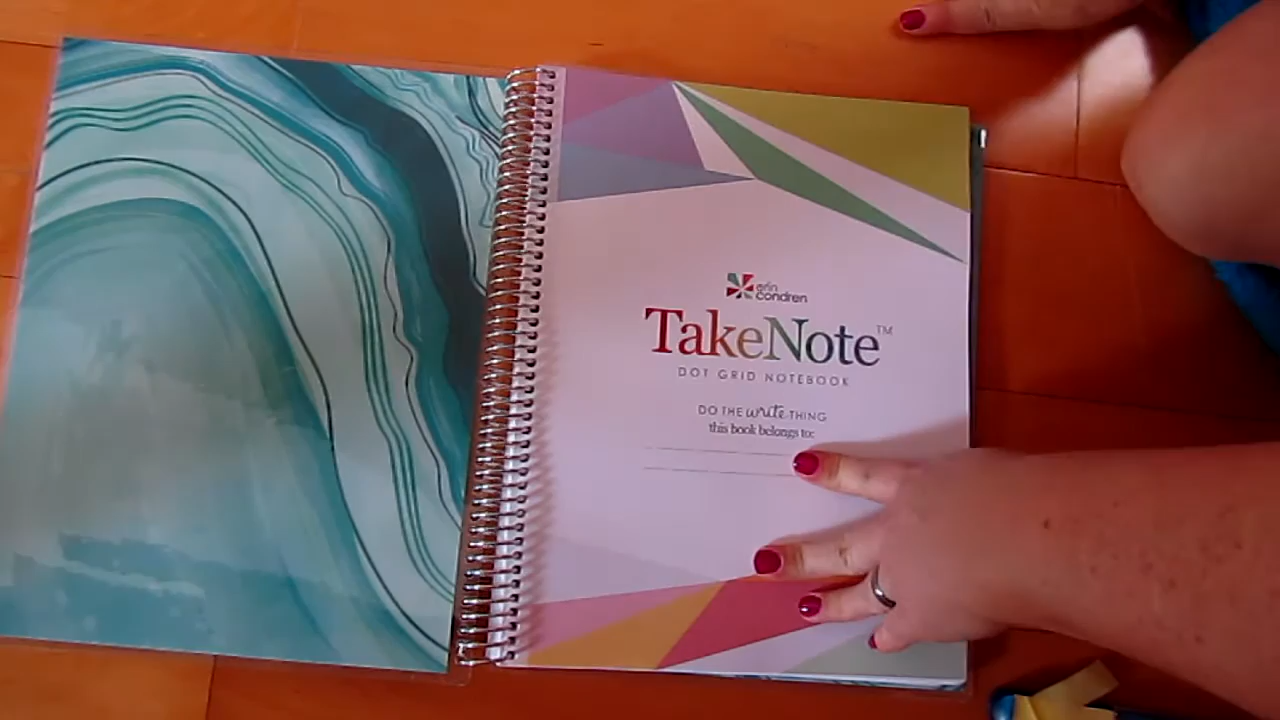 erin
condren
TakeNote™
DOT GRID NOTEBOOK
DO THE write THING
this book belongs to: